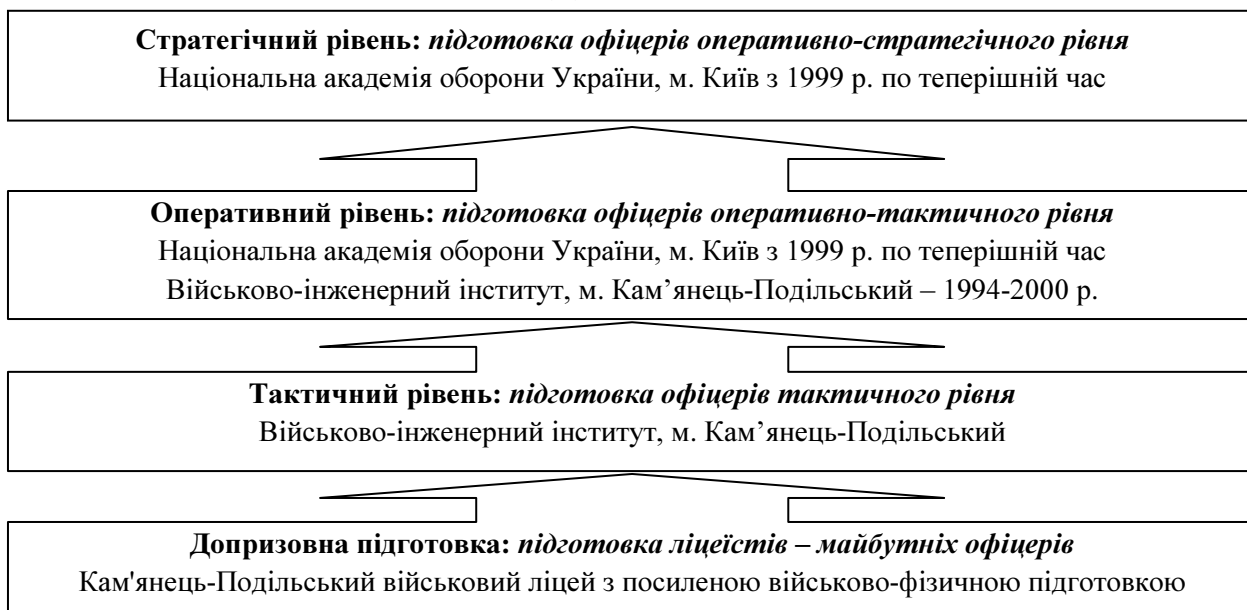 Стратегічний рівень: підготовка офіцерів оперативно-стратегічного рівня
Національна академія оборони України, м. Київ з 1999 р. по теперішній час
Оперативний рівень: підготовка офіцерів оперативно-тактичного рівня
Національна академія оборони України, м. Київ з 1999 р. по теперішній час
Військово-інженерний інститут, м. Кам’янець-Подільський – 1994-2000 р.
Тактичний рівень: підготовка офіцерів тактичного рівня
Військово-інженерний інститут, м. Кам’янець-Подільський
Допризовна підготовка: підготовка ліцеїстів – майбутніх офіцерів
Кам'янець-Подільський військовий ліцей з посиленою військово-фізичною підготовкою